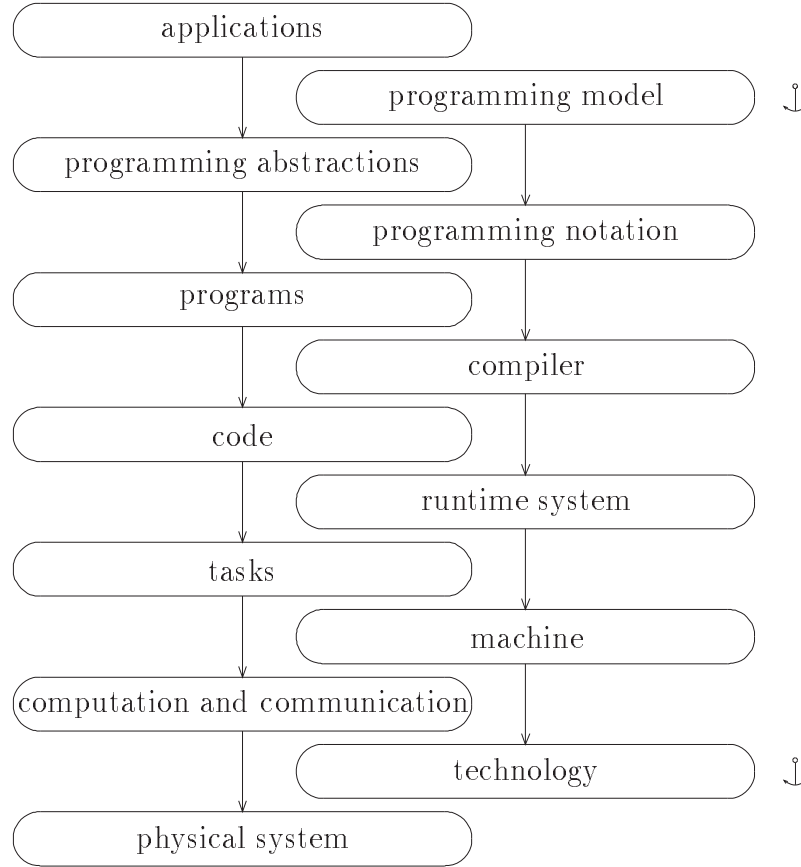 applications
programming model
programming abstractions
programming notation
programs
compiler
code
runtime system
tasks
machine
computation and communication
technology
physical system